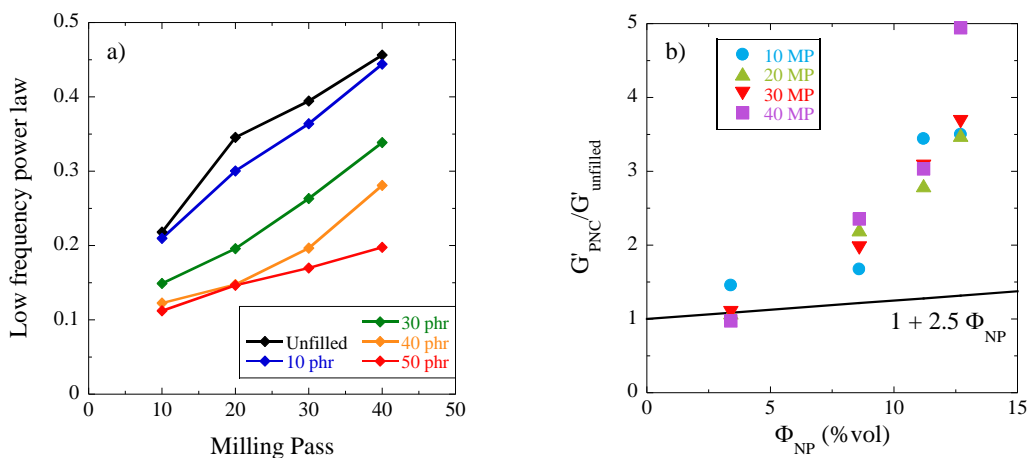 a)
Low frequency power law
0.5
0.4
0.3
0.2
0.1
0
0 10 20 30 40 50
Milling Pass
Unfilled
10 phr
30 phr
40 phr
50 phr
b)
G'PNC/G'unfilled
5
4
3
2
1
0
0 5 10 15
ΦNP (%vol)
10 MP
20 MP
30 MP
40 MP
1 + 2.5 ΦNP